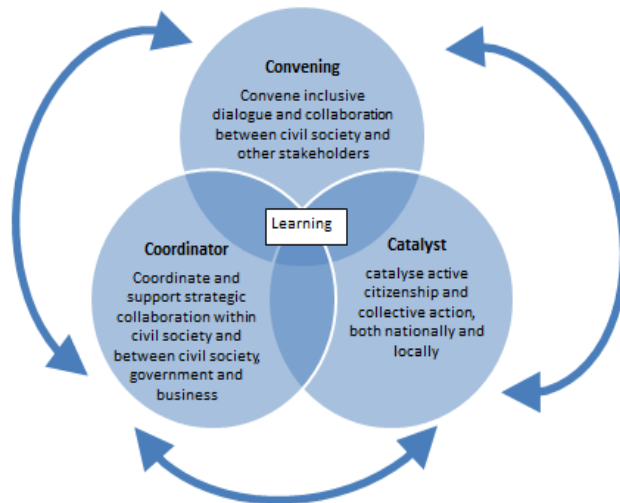 Convening
Convene inclusive
dialogue and collaboration
between civil society and
other stakeholders
Learning
Coordinator
Coordinate and
support strategic
collaboration within
civil society and
between civil society,
government and
business
Catalyst
catalyse active
citizenship and
collective action,
both nationally and
locally